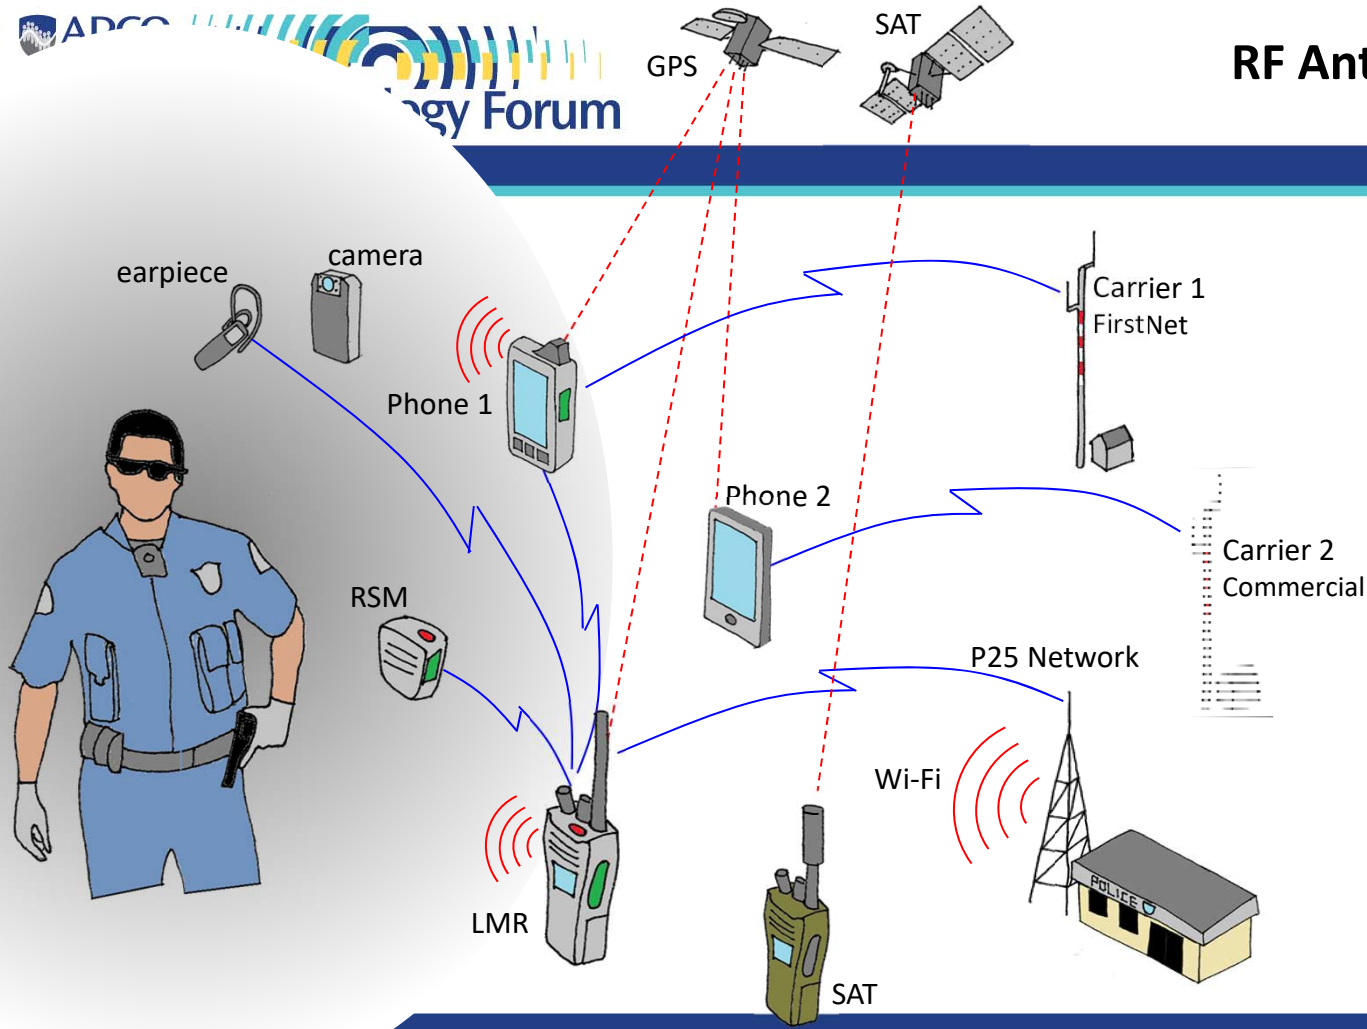 APCO
GPS
SAT
RF Ant
ogy Forum
earpiece
camera
Carrier 1
FirstNet
Phone 1
Phone 2
Carrier 2
Commercial
RSM
P25 Network
Wi-Fi
POLICE
LMR
SAT